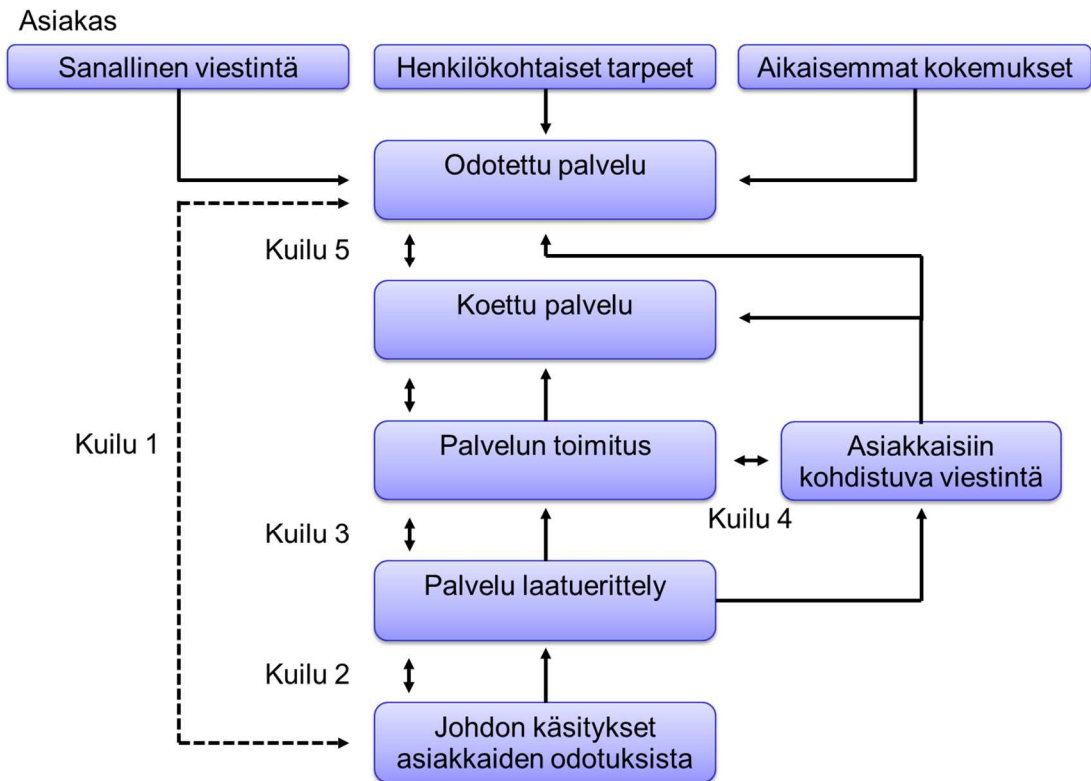 Asiakas
Sanallinen viestintä
Henkilökohtaiset tarpeet
Aikaisemmat kokemukset
Odotettu palvelu
Kuilu 5
Koettu palvelu
Kuilu 1
Palvelun toimitus
Asiakkaisiin
kohdistuva viestintä
Kuilu 4
Kuilu 3
Palvelu laatuerittely
Kuilu 2
Johdon käsitykset
asiakkaiden odotuksista